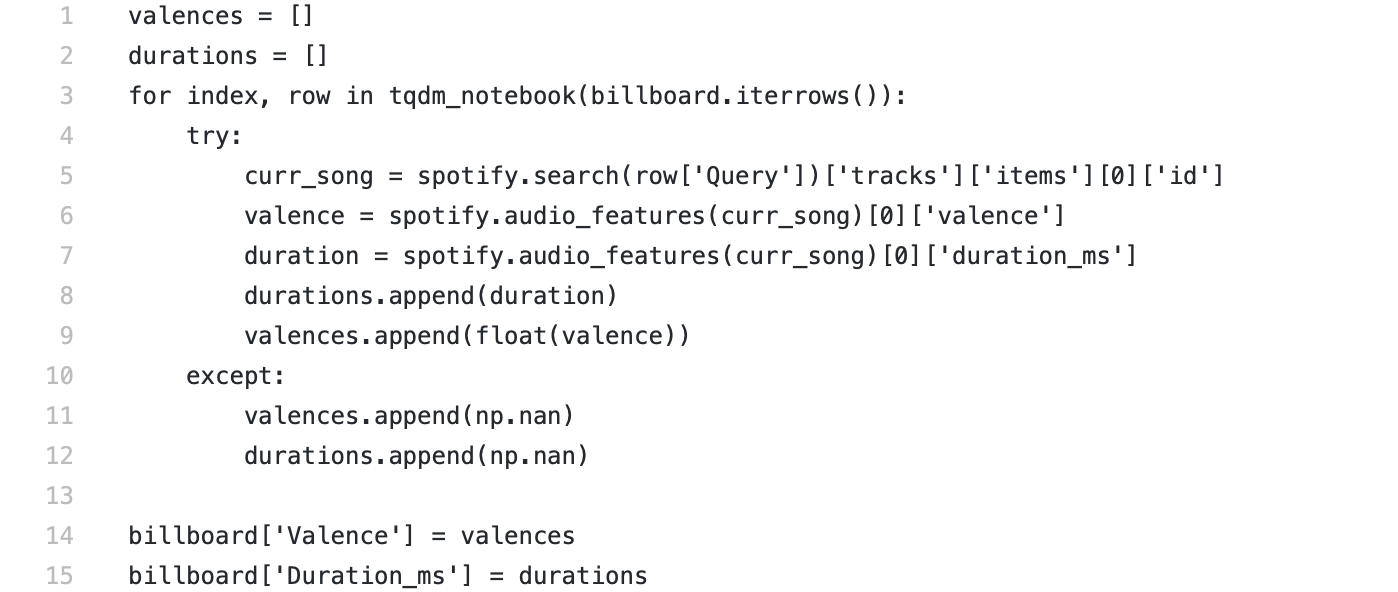 1 valences = []
2 durations = []
3 for index, row in tqdm_notebook(billboard.iterrows()):
4     try:
5         curr_song = spotify.search(row['Query'])['tracks']['items'][0]['id']
6         valence = spotify.audio_features(curr_song)[0]['valence']
7         duration = spotify.audio_features(curr_song)[0]['duration_ms']
8         durations.append(duration)
9         valences.append(float(valence))
10     except:
11         valences.append(np.nan)
12         durations.append(np.nan)
13
14 billboard['Valence'] = valences
15 billboard['Duration_ms'] = durations